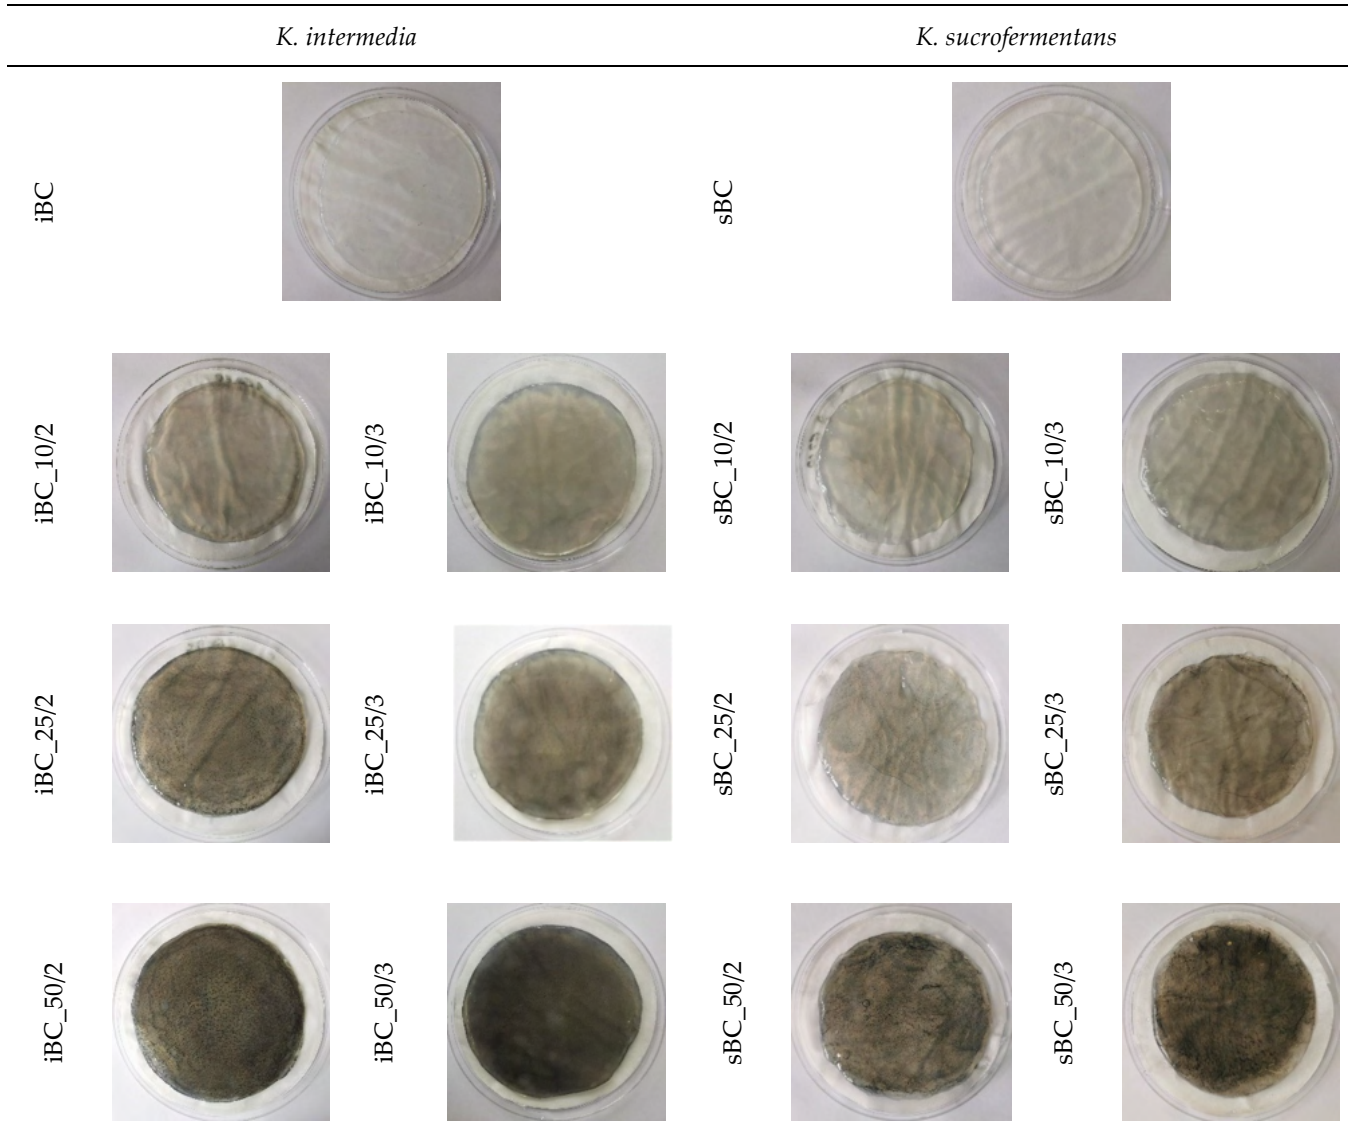 K. intermedia
K. sucrofermentans
iBC
sBC
iBC_10/2
iBC_10/3
sBC_10/2
sBC_10/3
iBC_25/2
iBC_25/3
sBC_25/2
sBC_25/3
iBC_50/2
iBC_50/3
sBC_50/2
sBC_50/3